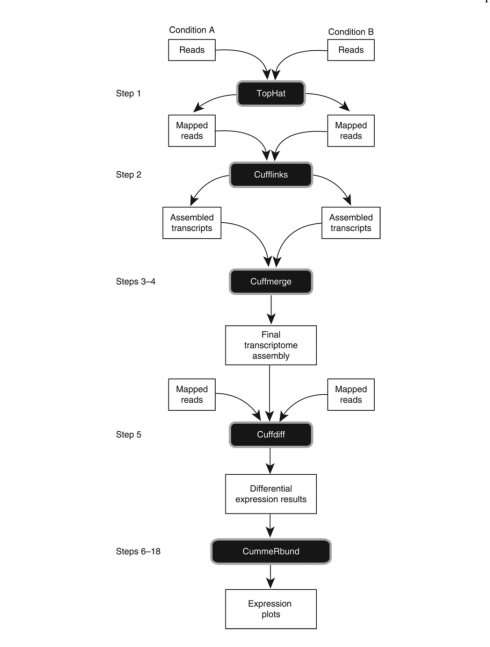 Condition A
Condition B
Reads
Reads
Step 1
TopHat
Mapped
reads
Mapped
reads
Step 2
Cufflinks
Assembled
transcripts
Assembled
transcripts
Steps 3–4
Cuffmerge
Final
transcriptome
assembly
Mapped
reads
Mapped
reads
Step 5
Cuffdiff
Differential
expression results
Steps 6–18
CummeRbund
Expression
plots